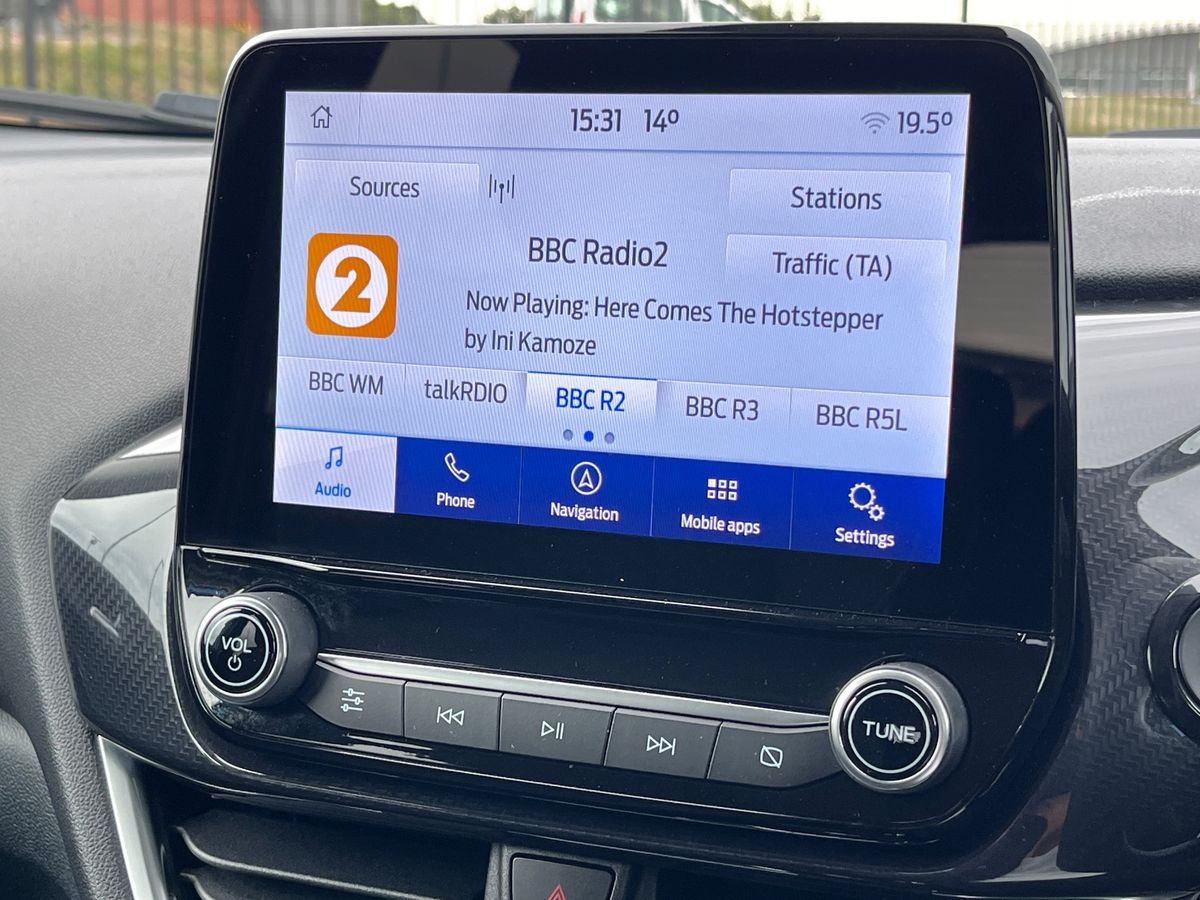 15:31 14° 19.5°
Sources
Stations
2
BBC Radio2
Traffic (TA)
Now Playing: Here Comes The Hotstepper
by Ini Kamoze
BBC WM talkRDIO BBC R2 BBC R3 BBC R5L
Audio Phone Navigation Mobile apps Settings
VOL
TUNE